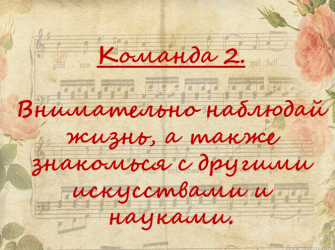 Команда 2.
Внимательно наблюдай
жизнь, а также
знакомься с другими
искусствами и
науками.